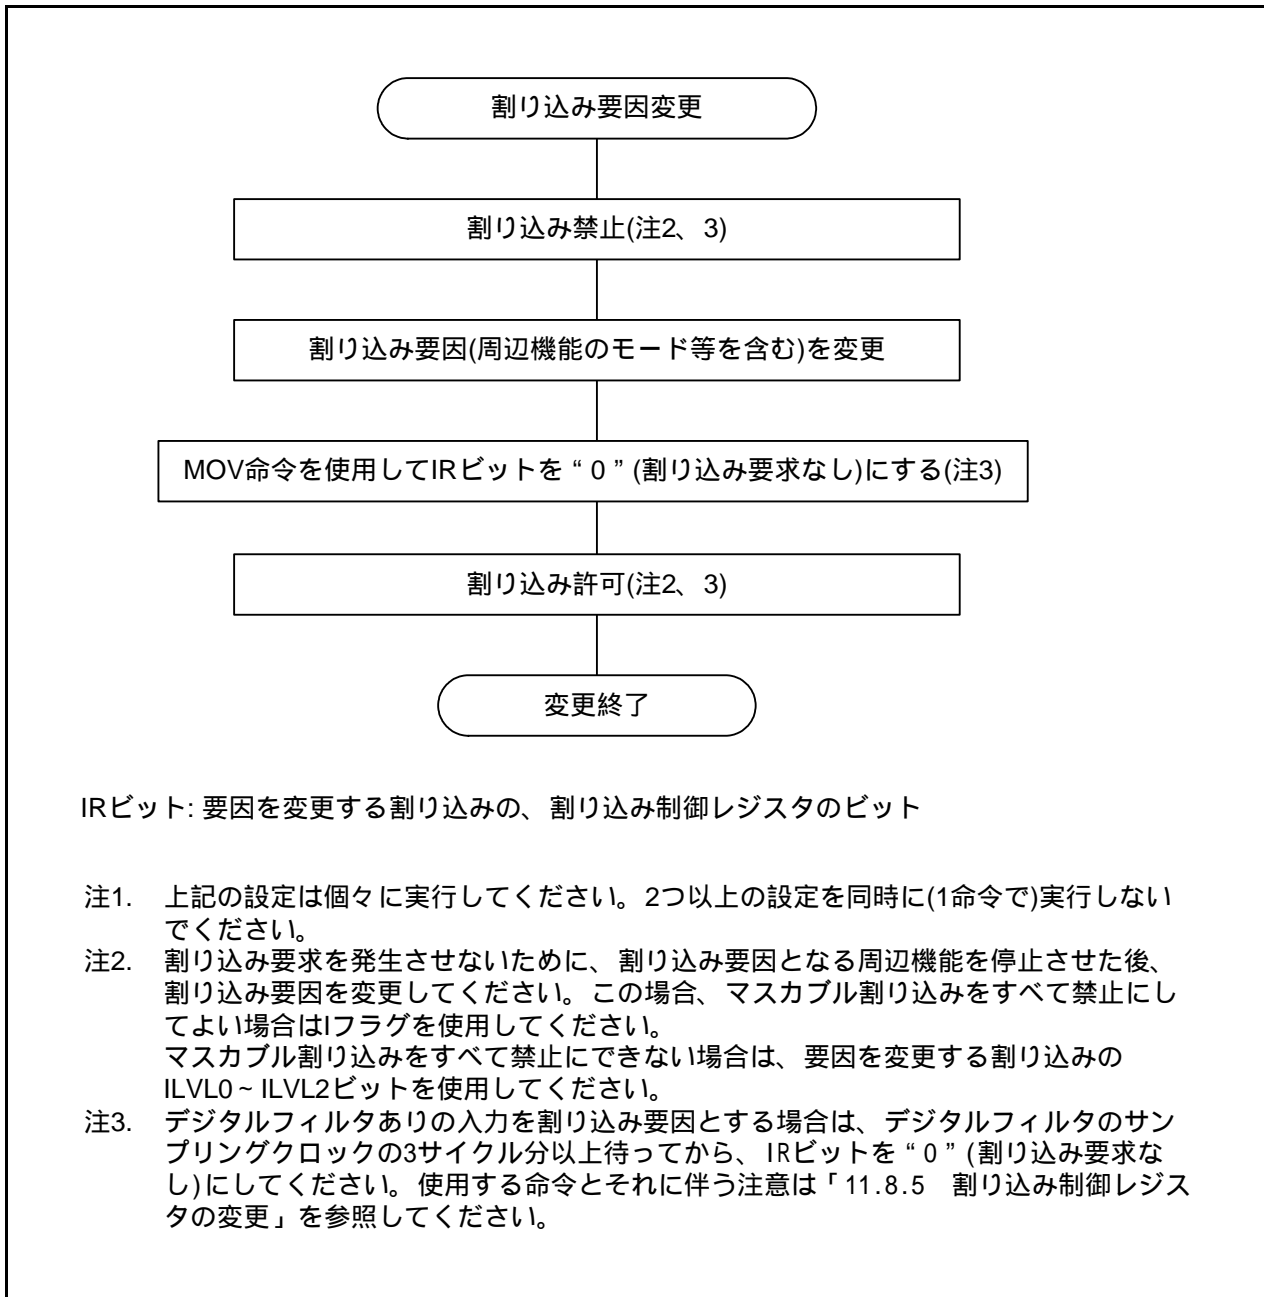 割り込み要因変更
割り込み禁止(注2、3)
割り込み要因(周辺機能のモード等を含む)を変更
MOV命令を使用してIRビットを“0”(割り込み要求なし)にする(注3)
割り込み許可(注2、3)
変更終了
IRビット: 要因を変更する割り込みの、割り込み制御レジスタのビット
注1. 上記の設定は個々に実行してください。2つ以上の設定を同時に(1命令で)実行しない
でください。
注2. 割り込み要求を発生させないために、割り込み要因となる周辺機能を停止させた後、
割り込み要因を変更してください。この場合、マスカブル割り込みをすべて禁止にし
てよい場合はIフラグを使用してください。
マスカブル割り込みをすべて禁止にできない場合は、要因を変更する割り込みの
ILVL0~ILVL2ビットを使用してください。
注3. デジタルフィルタありの入力を割り込み要因とする場合は、デジタルフィルタのサン
プリングクロックの3サイクル分以上待ってから、IRビットを“0”(割り込み要求な
し)にしてください。使用する命令とそれに伴う注意は「11.8.5 割り込み制御レジス
タの変更」を参照してください。